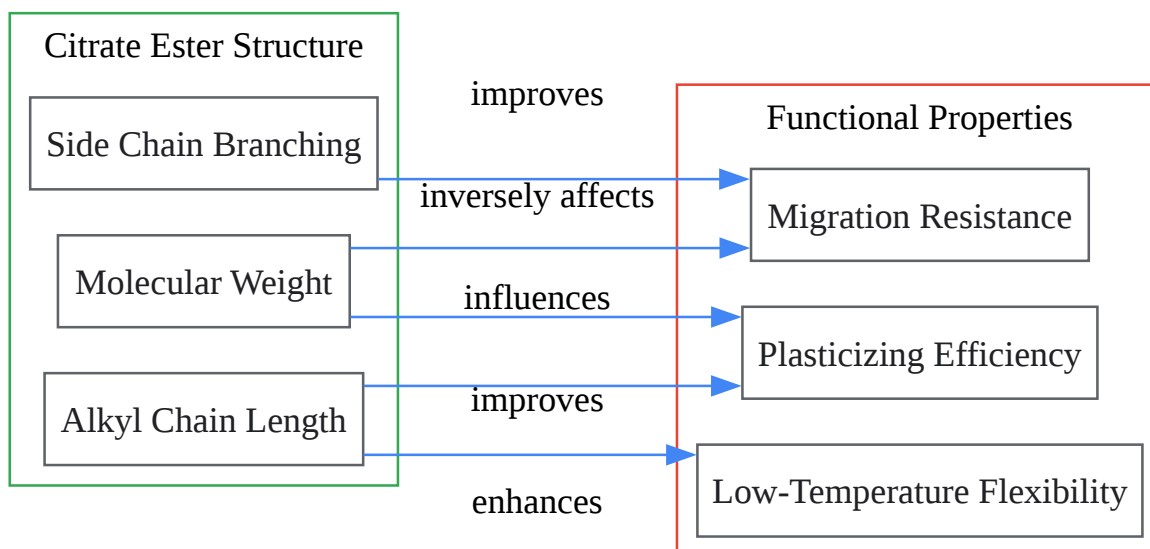 Citrate Ester Structure
Side Chain Branching
Molecular Weight
Alkyl Chain Length
improves
inversely affects
influences
improves
enhances
Functional Properties
Migration Resistance
Plasticizing Efficiency
Low-Temperature Flexibility